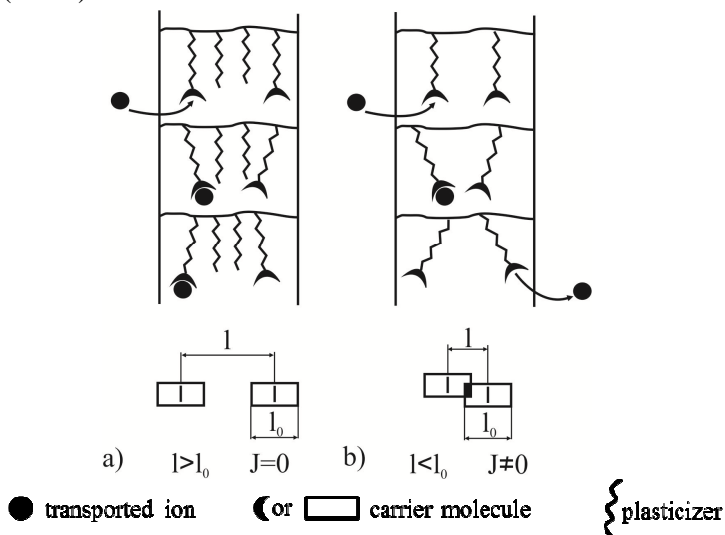 l
l
l₀
l₀
a) l>l₀ J=0 b) l<l₀ J≠0
transported ion or carrier molecule plasticizer